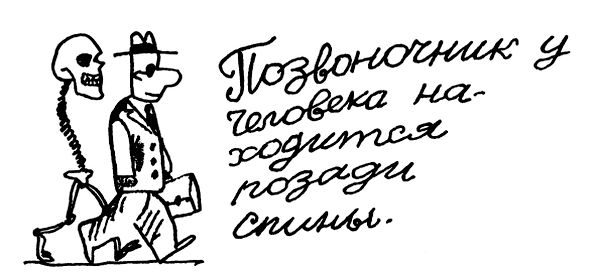 Позвоночник у
человека на-
ходится
позади
спины.